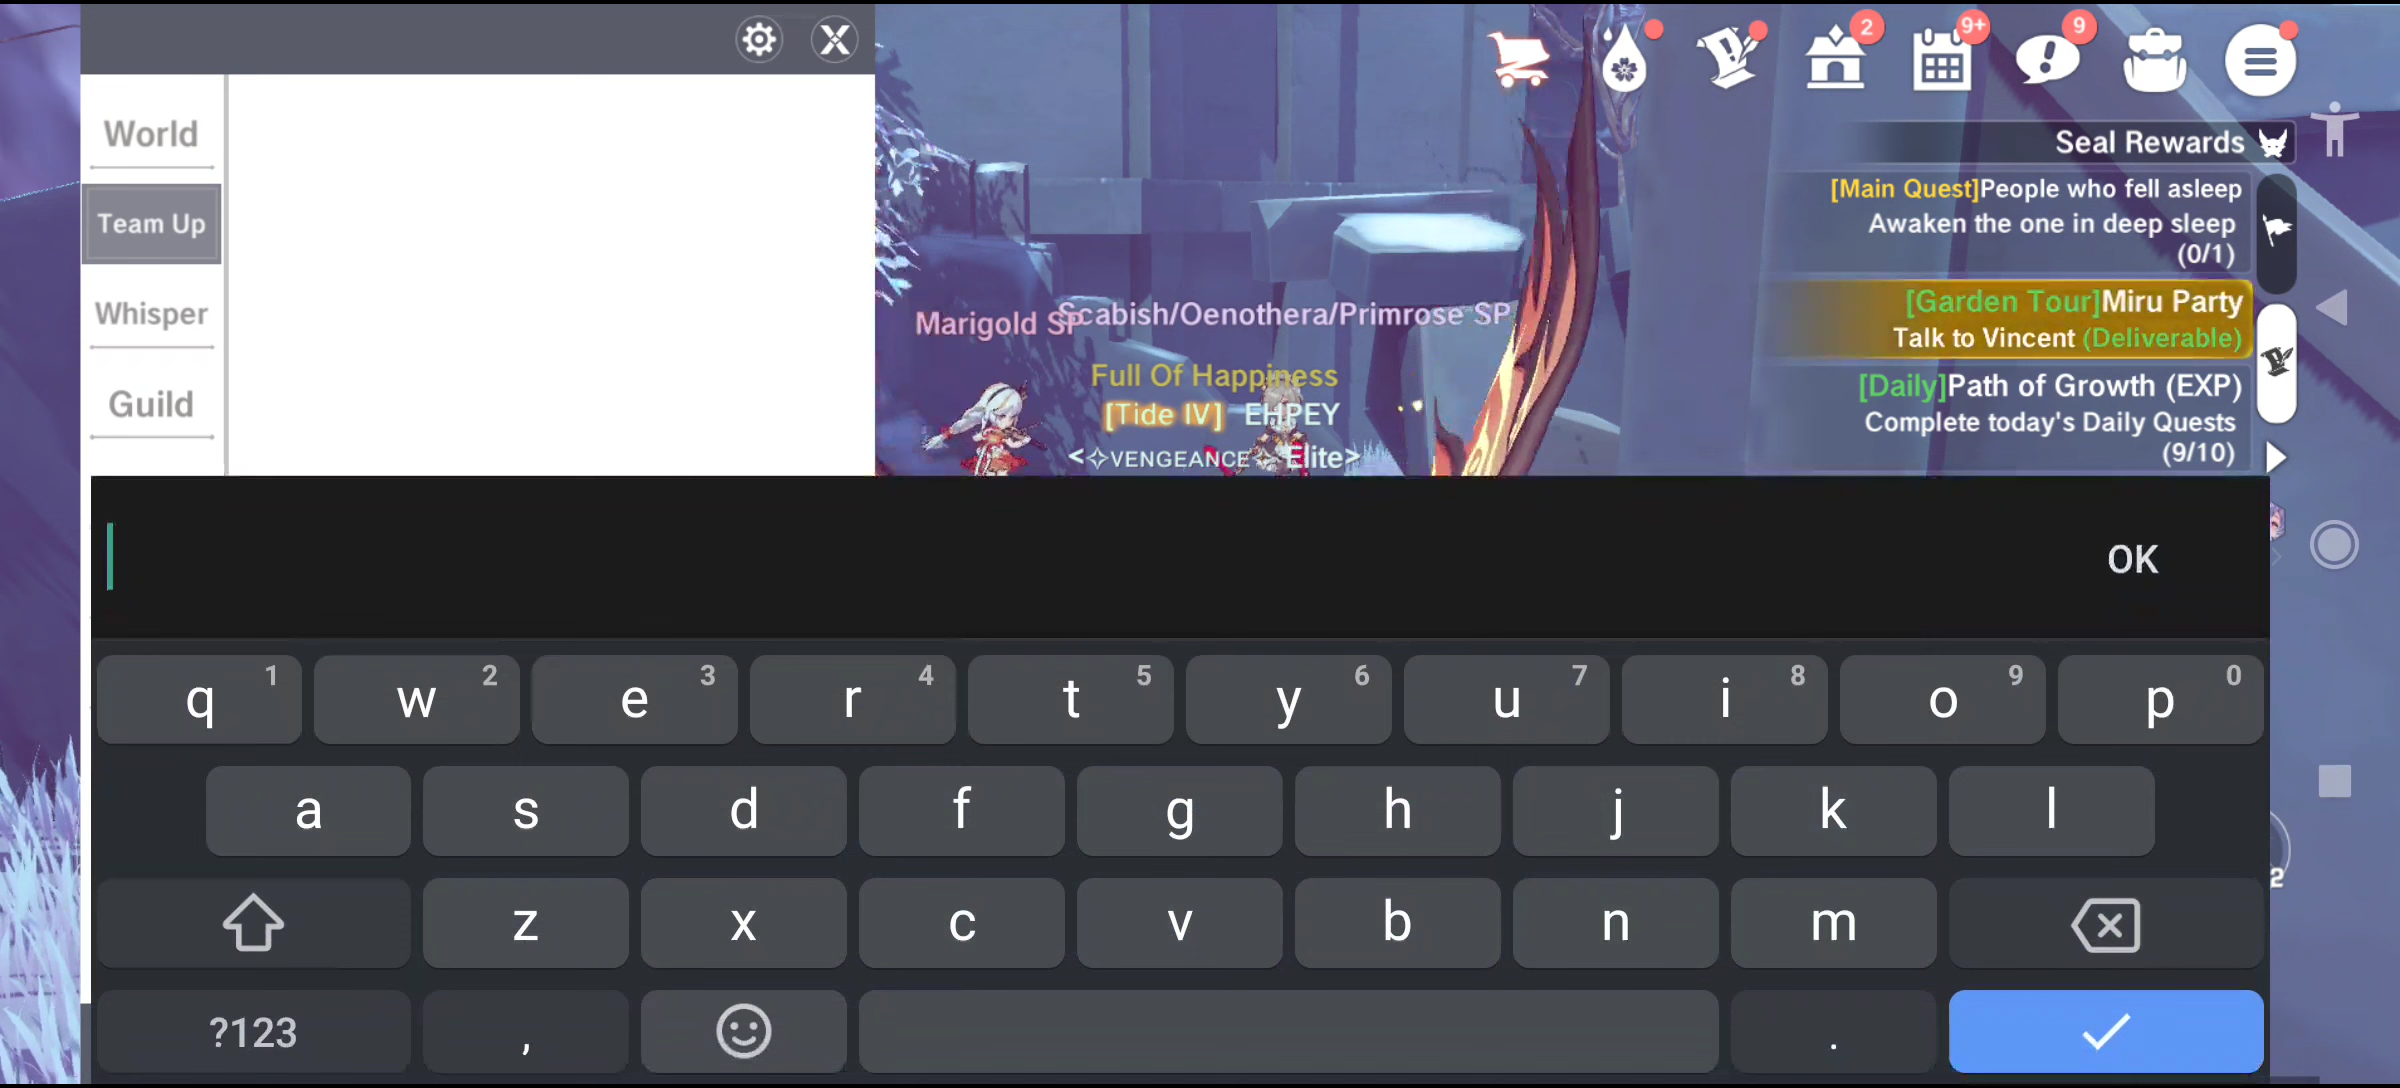 World
Team Up
Whisper
Guild
2
9+
9
Seal Rewards
[Main Quest]People who fell asleep
Awaken the one in deep sleep
(0/1)
[Garden Tour]Miru Party
Talk to Vincent (Deliverable)
[Daily]Path of Growth (EXP)
Complete today's Daily Quests
(9/10)
Marigold SP
Scabish/Oenothera/Primrose SP
Full Of Happiness
[Tide IV] EHPEY
<✧VENGEANCE✧ Elite>
OK
q 1 w 2 e 3 r 4 t 5 y 6 u 7 i 8 o 9 p 0
a s d f g h j k l
z x c v b n m
?123 , .
2